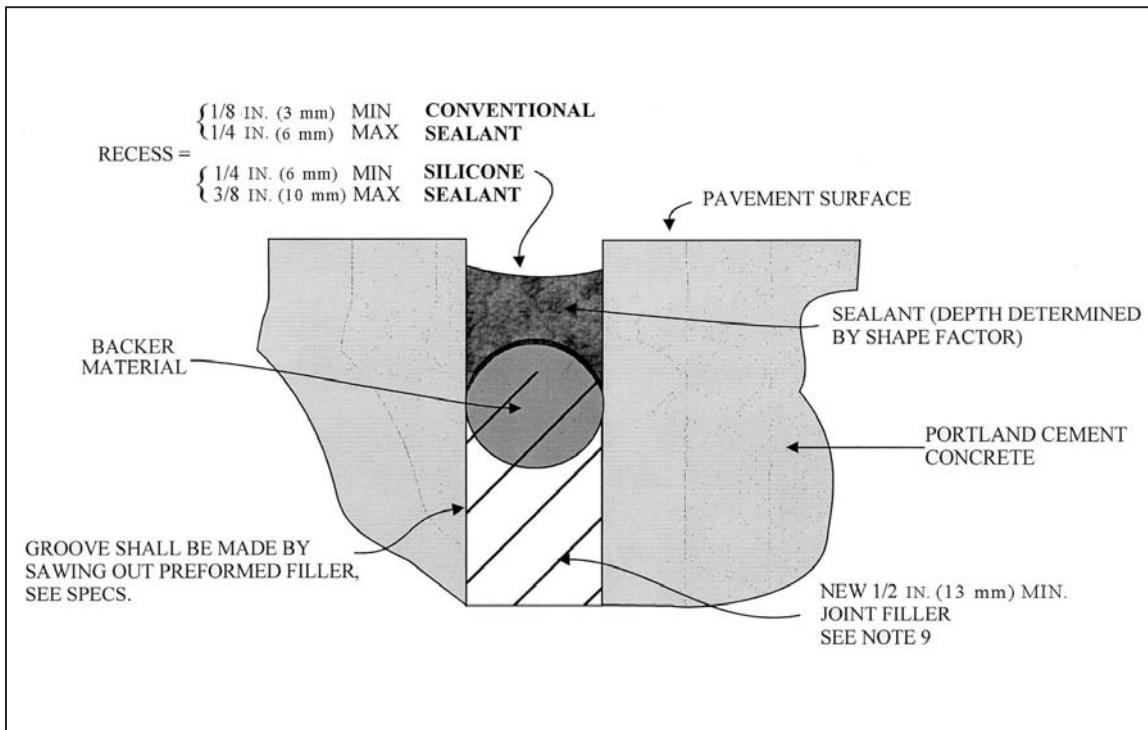 1/8 IN. (3 mm) MIN CONVENTIONAL
1/4 IN. (6 mm) MAX SEALANT
RECESS =
1/4 IN. (6 mm) MIN SILICONE
3/8 IN. (10 mm) MAX SEALANT
PAVEMENT SURFACE
SEALANT (DEPTH DETERMINED
BY SHAPE FACTOR)
BACKER
MATERIAL
PORTLAND CEMENT
CONCRETE
GROOVE SHALL BE MADE BY
SAWING OUT PREFORMED FILLER,
SEE SPECS.
NEW 1/2 IN. (13 mm) MIN.
JOINT FILLER
SEE NOTE 9